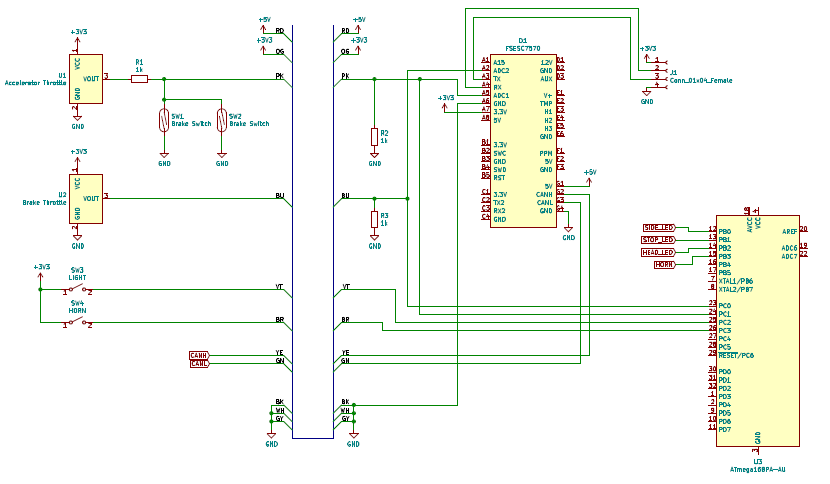 +3V3
U1
Accelerator Throttle
VCC
GND
VOUT
1
2
3
GND
R1
1k
SW1
Brake Switch
SW2
Brake Switch
GND
GND
+3V3
U2
Brake Throttle
VCC
GND
VOUT
1
2
3
GND
+3V3
SW3
LIGHT
1
2
SW4
HORN
1
2
CANH
CANL
+5V
+3V3
RD
OG
PK
BU
VT
BR
YE
GN
BK
WH
GY
GND
+5V
+3V3
RD
OG
PK
BU
VT
BR
YE
GN
BK
WH
GY
GND
R2
1k
GND
R3
1k
GND
+3V3
D1
FSESC7570
A1 A15
A2 ADC2
A3 TX
A4 RX
A5 ADC1
A6 GND
A7 3.3V
A8 5V
B1 3.3V
B2 SWC
B3 GND
B4 SWD
B5 RST
C1 3.3V
C2 TX2
C3 RX2
C4 GND
12V D1
GND D2
AUX D3
V+ E1
TMP E2
H1 E3
H2 E4
H3 E5
GND E6
PPM F1
5V F2
GND F3
5V G1
CANH G2
CANL G3
GND G4
+5V
GND
+3V3
1
2
3
4
J1
Conn_01x04_Female
GND
SIDE_LED
STOP_LED
HEAD_LED
HORN
18
4
AVCC
VCC
12 PB0
13 PB1
14 PB2
15 PB3
16 PB4
17 PB5
7 XTAL1/PB6
8 XTAL2/PB7
23 PC0
24 PC1
25 PC2
26 PC3
27 PC4
28 PC5
29 RESET/PC6
30 PD0
31 PD1
32 PD2
1 PD3
2 PD4
9 PD5
10 PD6
11 PD7
AREF 20
ADC6 19
ADC7 22
GND
3
U3
ATmega168PA-AU